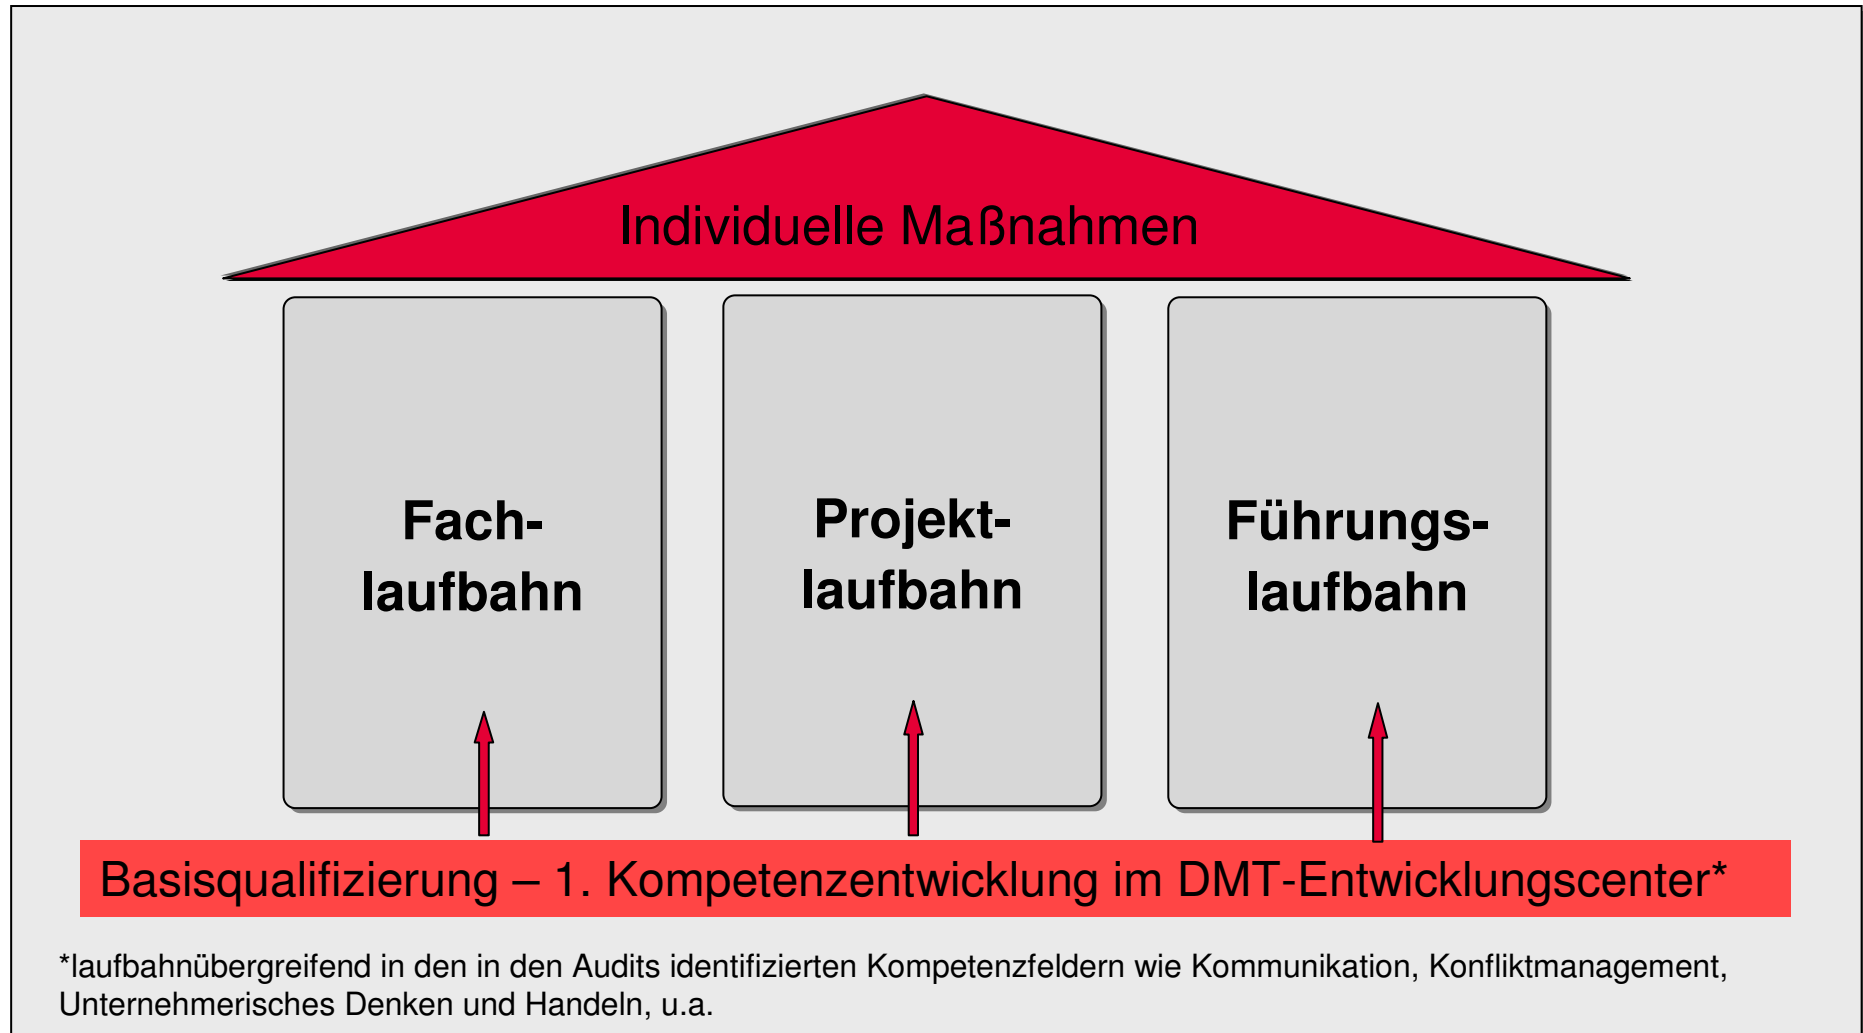 Individuelle Maßnahmen
Fach-
laufbahn
Projekt-
laufbahn
Führungs-
laufbahn
Basisqualifizierung – 1. Kompetenzentwicklung im DMT-Entwicklungscenter*
*laufbahnübergreifend in den in den Audits identifizierten Kompetenzfeldern wie Kommunikation, Konfliktmanagement,
Unternehmerisches Denken und Handeln, u.a.